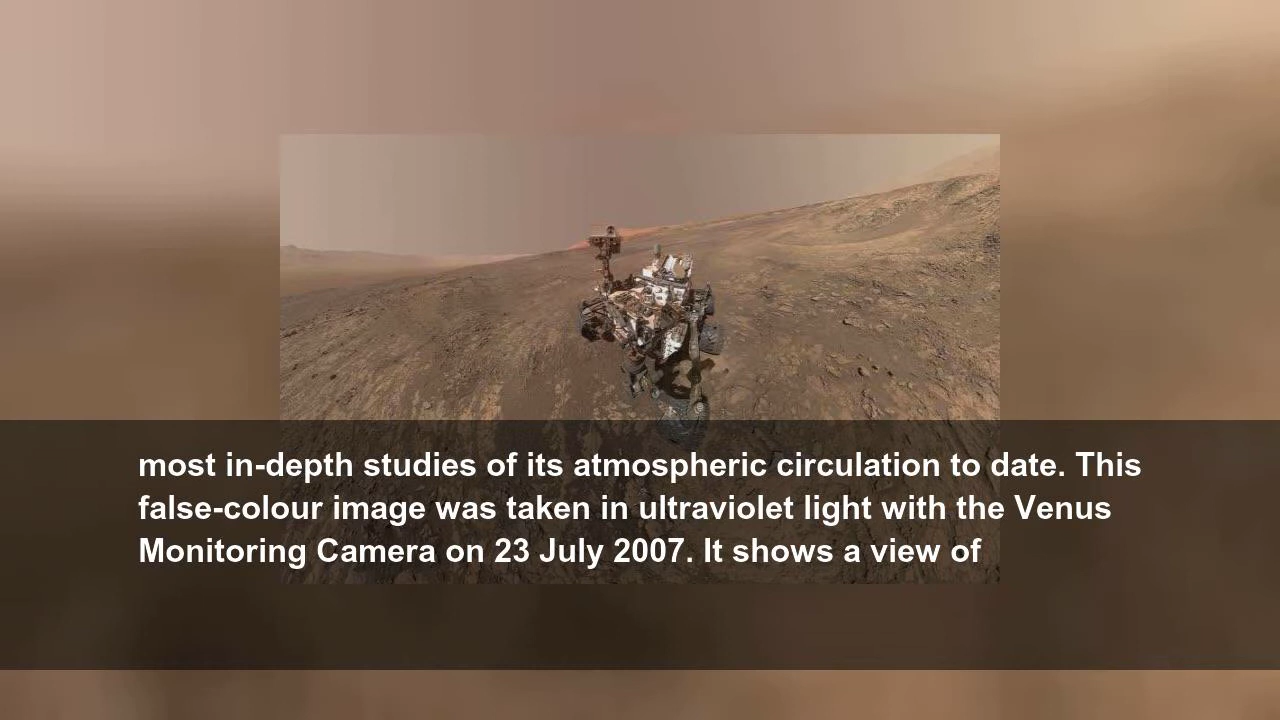 most in-depth studies of its atmospheric circulation to date. This
false-colour image was taken in ultraviolet light with the Venus
Monitoring Camera on 23 July 2007. It shows a view of